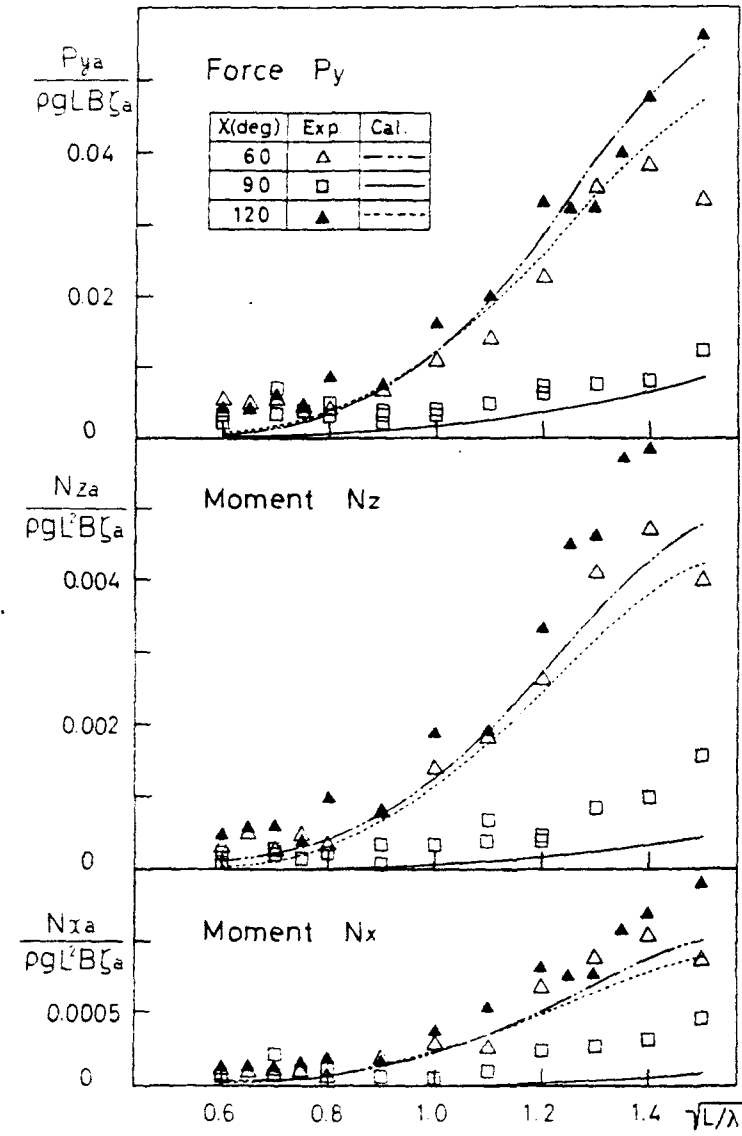 Force Py
Pya
ρgLBζa
X(deg) Exp. Cal.
60 △
90 □
120 ▲
0.04
0.02
0
Moment Nz
Nza
ρgL²Bζa
0.004
0.002
0
Moment Nx
Nxa
ρgL²Bζa
0.0005
0
0.6 0.8 1.0 1.2 1.4 √L/λ